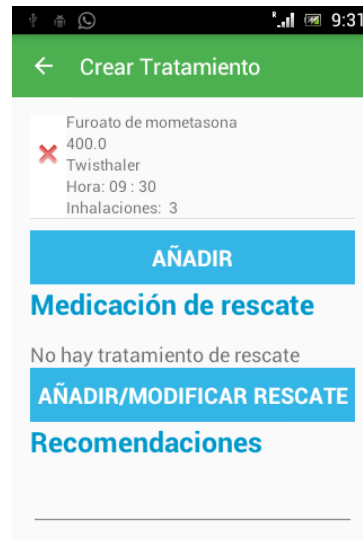 R 9:31
Crear Tratamiento
Furoato de mometasona
400.0
Twisthaler
Hora: 09 : 30
Inhalaciones: 3
AÑADIR
Medicación de rescate
No hay tratamiento de rescate
AÑADIR/MODIFICAR RESCATE
Recomendaciones